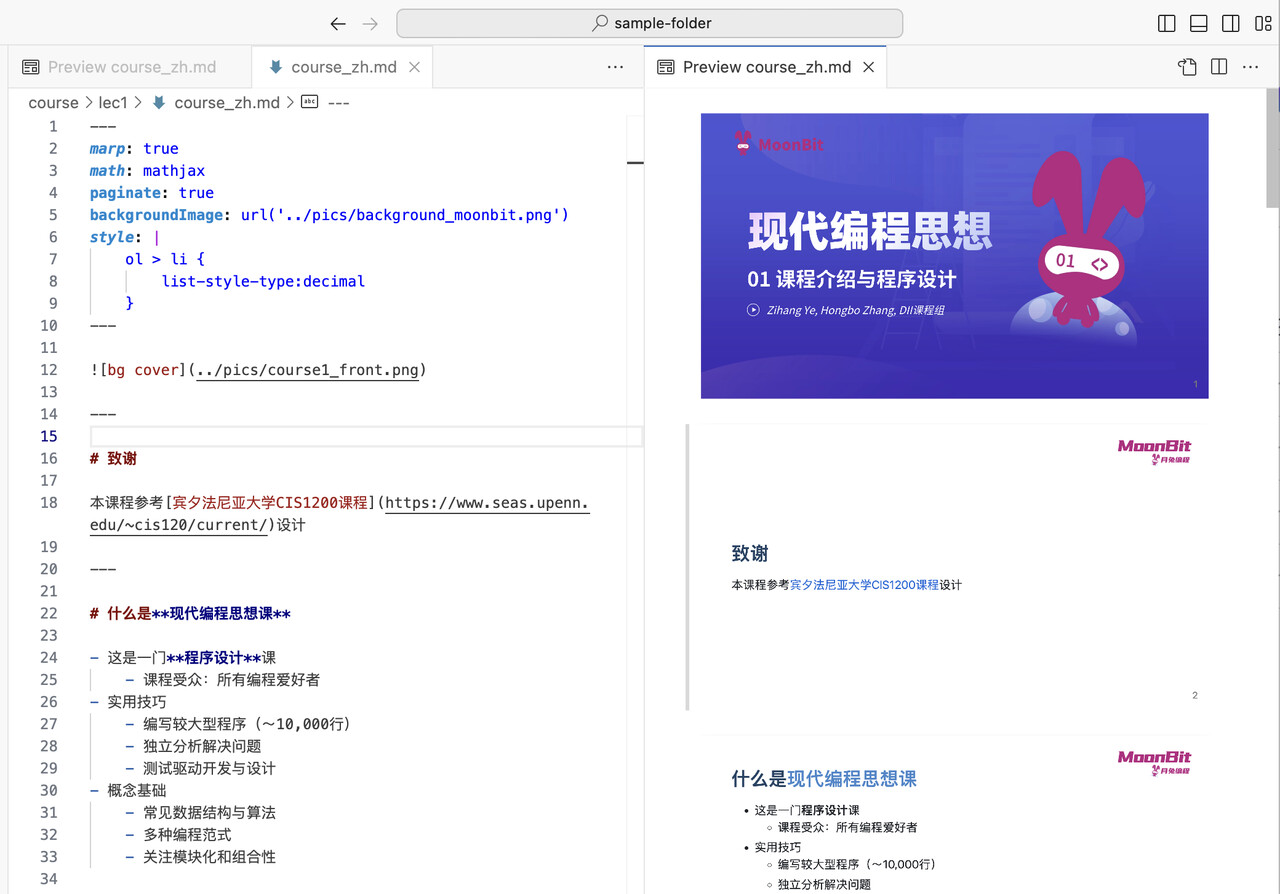 sample-folder
Preview course_zh.md
course_zh.md
course > lec1 > course_zh.md > abc ---
1 ---
2 marp: true
3 math: mathjax
4 paginate: true
5 backgroundImage: url('../pics/background_moonbit.png')
6 style: |
7 ol > li {
8 list-style-type:decimal
9 }
10 ---
11
12 ![bg cover](../pics/course1_front.png)
13
14 ---
15
16 # 致谢
17
18 本课程参考[宾夕法尼亚大学CIS1200课程](https://www.seas.upenn.
edu/~cis120/current/)设计
19
20 ---
21
22 # 什么是**现代编程思想课**
23
24 - 这是一门**程序设计**课
25 - 课程受众：所有编程爱好者
26 - 实用技巧
27 - 编写较大型程序（～10,000行）
28 - 独立分析解决问题
29 - 测试驱动开发与设计
30 - 概念基础
31 - 常见数据结构与算法
32 - 多种编程范式
33 - 关注模块化和组合性
34
Preview course_zh.md
MoonBit
现代编程思想
01 课程介绍与程序设计
Zihang Ye, Hongbo Zhang, DII课程组
01 <>
1
MoonBit
月兔编程
致谢
本课程参考宾夕法尼亚大学CIS1200课程设计
2
MoonBit
月兔编程
什么是现代编程思想课
• 这是一门程序设计课
○ 课程受众：所有编程爱好者
• 实用技巧
○ 编写较大型程序（～10,000行）
○ 独立分析解决问题